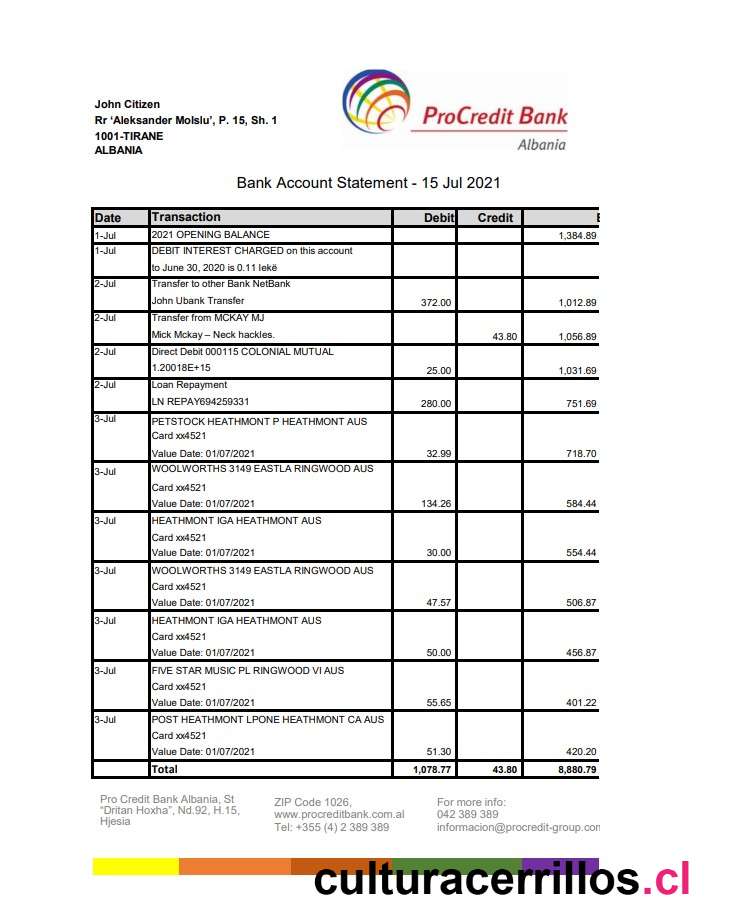 John Citizen
Rr ‘Aleksander Molslu’, P. 15, Sh. 1
1001-TIRANE
ALBANIA
ProCredit Bank
Albania
Bank Account Statement - 15 Jul 2021
Date Transaction Debit Credit
1-Jul 2021 OPENING BALANCE 1,384.89
1-Jul DEBIT INTEREST CHARGED on this account
to June 30, 2020 is 0.11 lekë
2-Jul Transfer to other Bank NetBank
John Ubank Transfer 372.00 1,012.89
2-Jul Transfer from MCKAY MJ
Mick Mckay – Neck hackles. 43.80 1,056.89
2-Jul Direct Debit 000115 COLONIAL MUTUAL
1.20018E+15 25.00 1,031.69
2-Jul Loan Repayment
LN REPAY694259331 280.00 751.69
3-Jul PETSTOCK HEATHMONT P HEATHMONT AUS
Card xx4521
Value Date: 01/07/2021 32.99 718.70
3-Jul WOOLWORTHS 3149 EASTLA RINGWOOD AUS
Card xx4521
Value Date: 01/07/2021 134.26 584.44
3-Jul HEATHMONT IGA HEATHMONT AUS
Card xx4521
Value Date: 01/07/2021 30.00 554.44
3-Jul WOOLWORTHS 3149 EASTLA RINGWOOD AUS
Card xx4521
Value Date: 01/07/2021 47.57 506.87
3-Jul HEATHMONT IGA HEATHMONT AUS
Card xx4521
Value Date: 01/07/2021 50.00 456.87
3-Jul FIVE STAR MUSIC PL RINGWOOD VI AUS
Card xx4521
Value Date: 01/07/2021 55.65 401.22
3-Jul POST HEATHMONT LPONE HEATHMONT CA AUS
Card xx4521
Value Date: 01/07/2021 51.30 420.20
Total 1,078.77 43.80 8,880.79
Pro Credit Bank Albania, St
“Dritan Hoxha”, Nd.92, H.15,
Hjesia
ZIP Code 1026,
www.procreditbank.com.al
Tel: +355 (4) 2 389 389
For more info:
042 389 389
informacion@procredit-group.con
culturacerrillos.cl